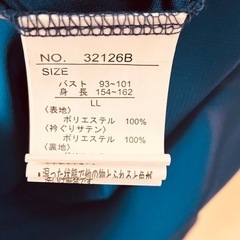 NO. 32126B
SIZE
バスト 93~101
身 長 154~162
LL
〈表地〉
ポリエステル 100%
〈衿ぐりサテン〉
ポリエステル 100%
〈裏地〉